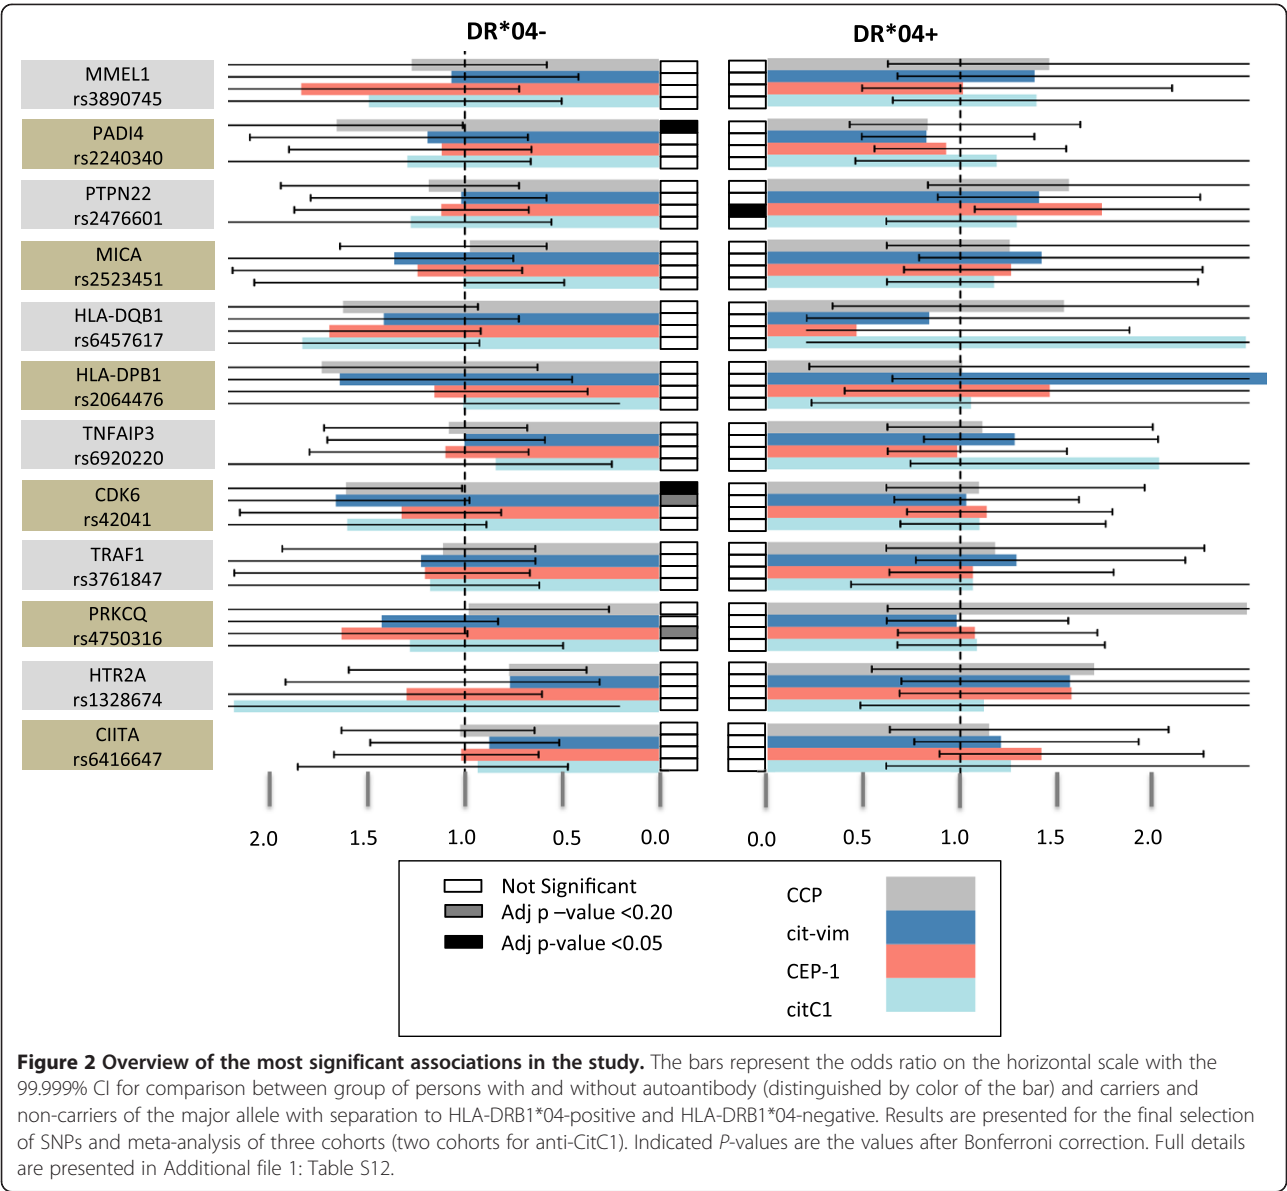 DR*04-
DR*04+
MMEL1
rs3890745
PADI4
rs2240340
PTPN22
rs2476601
MICA
rs2523451
HLA-DQB1
rs6457617
HLA-DPB1
rs2064476
TNFAIP3
rs6920220
CDK6
rs42041
TRAF1
rs3761847
PRKCQ
rs4750316
HTR2A
rs1328674
CIITA
rs6416647
2.0 1.5 1.0 0.5 0.0
0.0 0.5 1.0 1.5 2.0
Not Significant
Adj p –value <0.20
Adj p-value <0.05
CCP
cit-vim
CEP-1
citC1
Figure 2 Overview of the most significant associations in the study. The bars represent the odds ratio on the horizontal scale with the
99.999% CI for comparison between group of persons with and without autoantibody (distinguished by color of the bar) and carriers and
non-carriers of the major allele with separation to HLA-DRB1*04-positive and HLA-DRB1*04-negative. Results are presented for the final selection
of SNPs and meta-analysis of three cohorts (two cohorts for anti-CitC1). Indicated P-values are the values after Bonferroni correction. Full details
are presented in Additional file 1: Table S12.